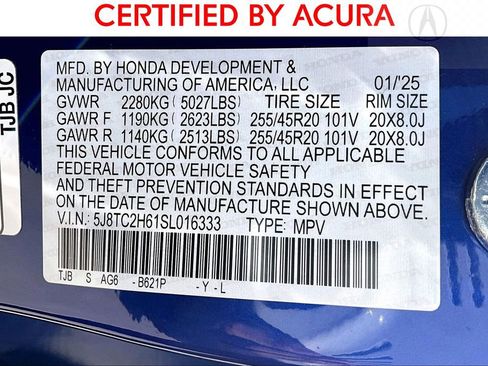 CERTIFIED BY ACURA
TJB JC
MFD. BY HONDA DEVELOPMENT &
MANUFACTURING OF AMERICA, LLC 01/'25
GVWR 2280KG(5027LBS) TIRE SIZE RIM SIZE
GAWR F 1190KG(2623LBS) 255/45R20 101V 20X8.0J
GAWR R 1140KG(2513LBS) 255/45R20 101V 20X8.0J
THIS VEHICLE CONFORMS TO ALL APPLICABLE
FEDERAL MOTOR VEHICLE SAFETY
AND THEFT PREVENTION STANDARDS IN EFFECT
ON THE DATE OF MANUFACTURE SHOWN ABOVE.
V.I.N.: 5J8TC2H61SL016333 TYPE: MPV
TJB S AG6 -B621P -Y-L